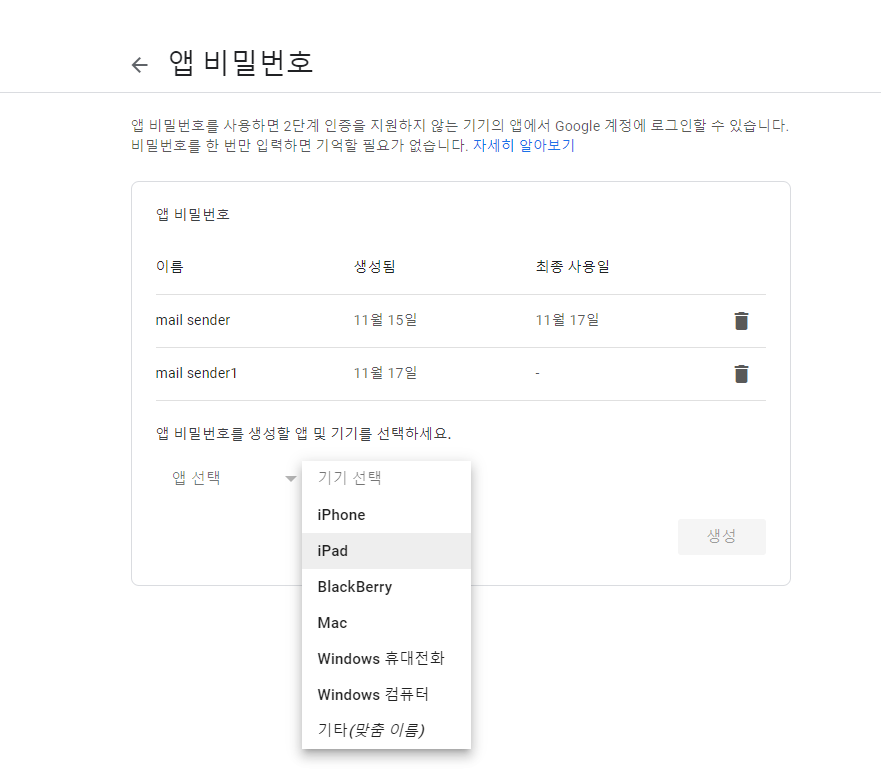 앱 비밀번호
앱 비밀번호를 사용하면 2단계 인증을 지원하지 않는 기기의 앱에서 Google 계정에 로그인할 수 있습니다.
비밀번호를 한 번만 입력하면 기억할 필요가 없습니다. 자세히 알아보기
앱 비밀번호
이름 생성됨 최종 사용일
mail sender 11월 15일 11월 17일
mail sender1 11월 17일 -
앱 비밀번호를 생성할 앱 및 기기를 선택하세요.
앱 선택 기기 선택
iPhone
생성
iPad
BlackBerry
Mac
Windows 휴대전화
Windows 컴퓨터
기타(맞춤 이름)